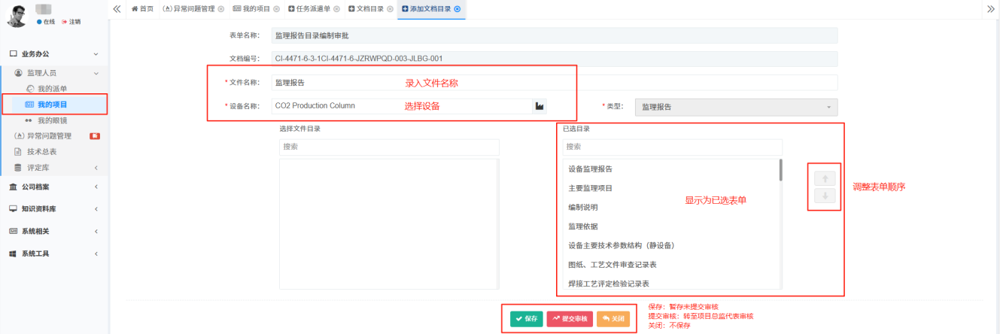 首页 (A) 异常问题管理 我的项目 任务派遣单 文档目录 添加文档目录
在线 注销
业务办公
监理人员
我的派单
我的项目
我的眼镜
(A) 异常问题管理
技术总表
评定库
公司档案
知识资料库
系统相关
系统工具
表单名称: 监理报告目录编制审批
文档编号: CI-4471-6-3-1CI-4471-6-JZRWPQD-003-JLBG-001
* 文件名称: 监理报告 录入文件名称
* 设备名称: CO2 Production Column 选择设备 * 类型: 监理报告
选择文件目录 已选目录
搜索 搜索
设备监理报告
主要监理项目
编制说明
监理依据
设备主要技术参数结构（静设备）
图纸、工艺文件审查记录表
焊接工艺评定检验记录表
显示为已选表单
调整表单顺序
保存 提交审核 关闭
保存：暂存未提交审核
提交审核：转至项目总监代表审核
关闭：不保存